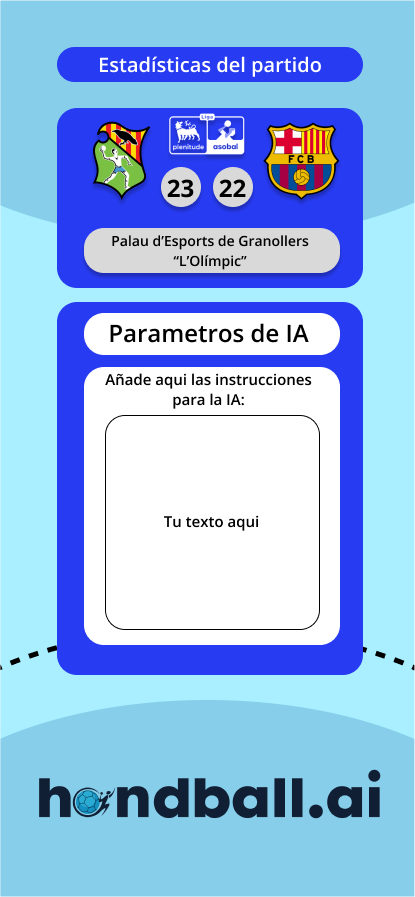 Estadísticas del partido
Liga
plenitude
asobal
FCB
23
22
Palau d’Esports de Granollers
“L’Olímpic”
Parametros de IA
Añade aqui las instrucciones
para la IA:
Tu texto aqui
handball.ai